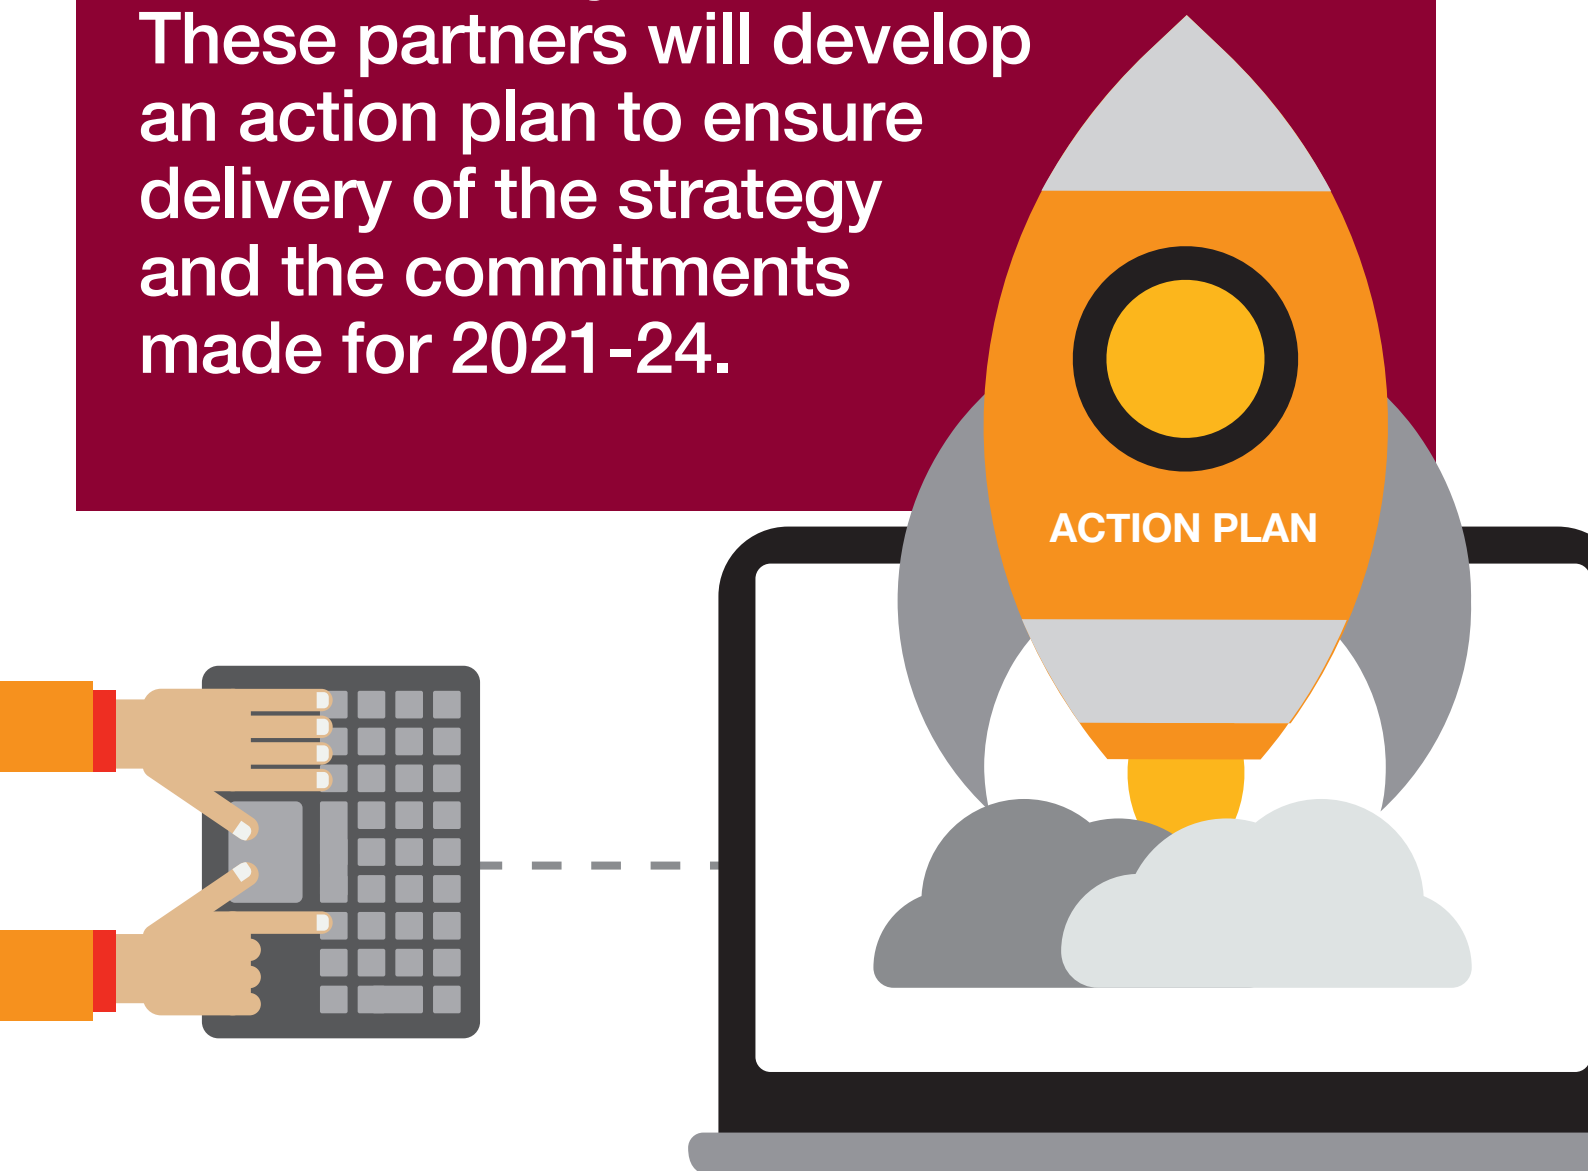 These partners will develop
an action plan to ensure
delivery of the strategy
and the commitments
made for 2021-24.
ACTION PLAN